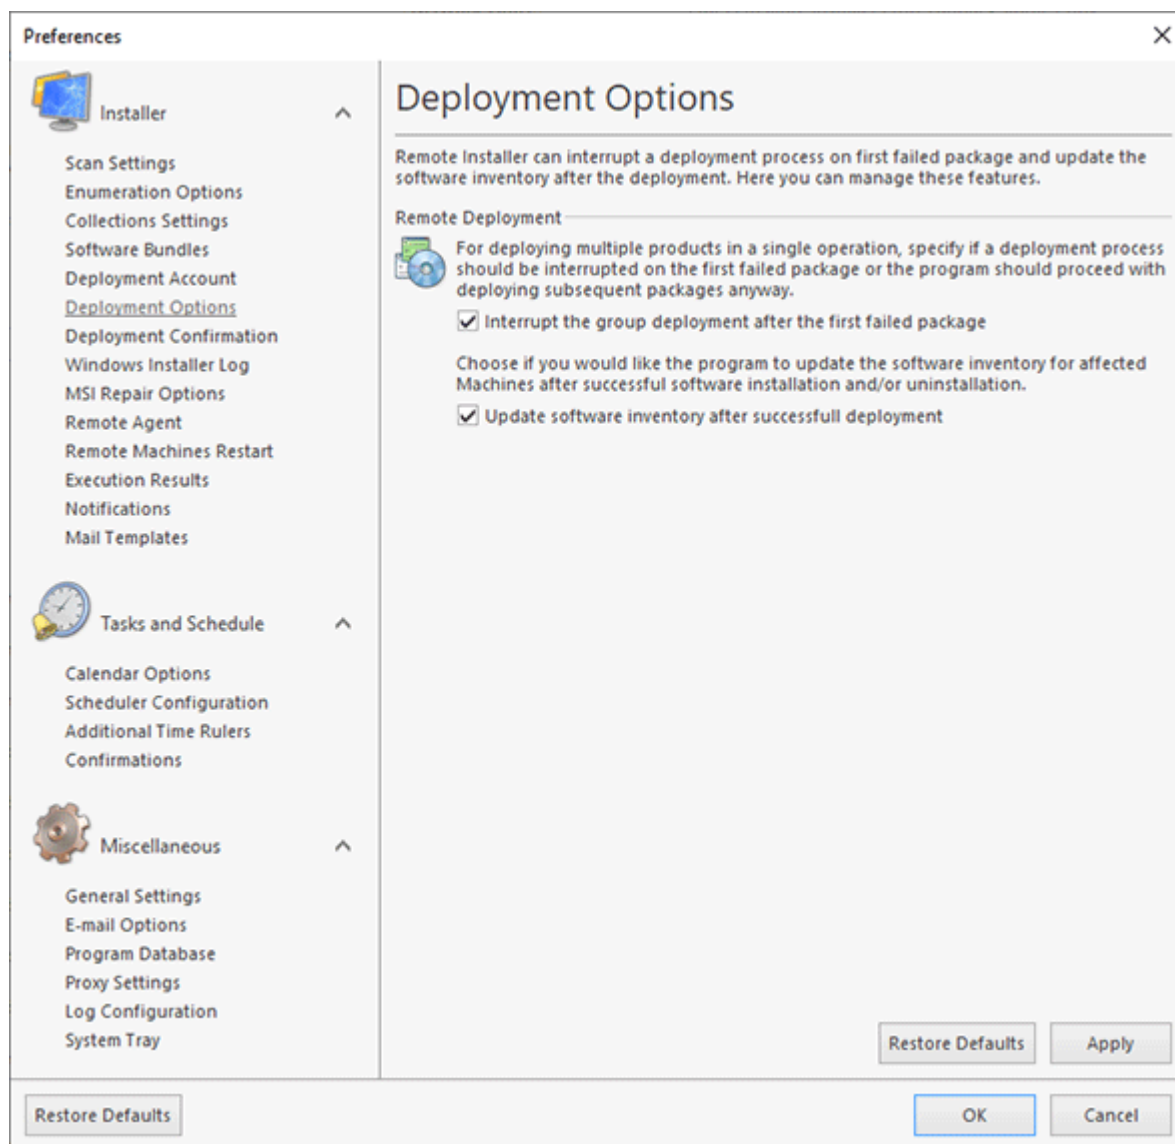 Preferences
Installer
Scan Settings
Enumeration Options
Collections Settings
Software Bundles
Deployment Account
Deployment Options
Deployment Confirmation
Windows Installer Log
MSI Repair Options
Remote Agent
Remote Machines Restart
Execution Results
Notifications
Mail Templates
Tasks and Schedule
Calendar Options
Scheduler Configuration
Additional Time Rulers
Confirmations
Miscellaneous
General Settings
E-mail Options
Program Database
Proxy Settings
Log Configuration
System Tray
Deployment Options
Remote Installer can interrupt a deployment process on first failed package and update the
software inventory after the deployment. Here you can manage these features.
Remote Deployment
For deploying multiple products in a single operation, specify if a deployment process
should be interrupted on the first failed package or the program should proceed with
deploying subsequent packages anyway.
Interrupt the group deployment after the first failed package
Choose if you would like the program to update the software inventory for affected
Machines after successful software installation and/or uninstallation.
Update software inventory after successfull deployment
Restore Defaults
Apply
Restore Defaults
OK
Cancel